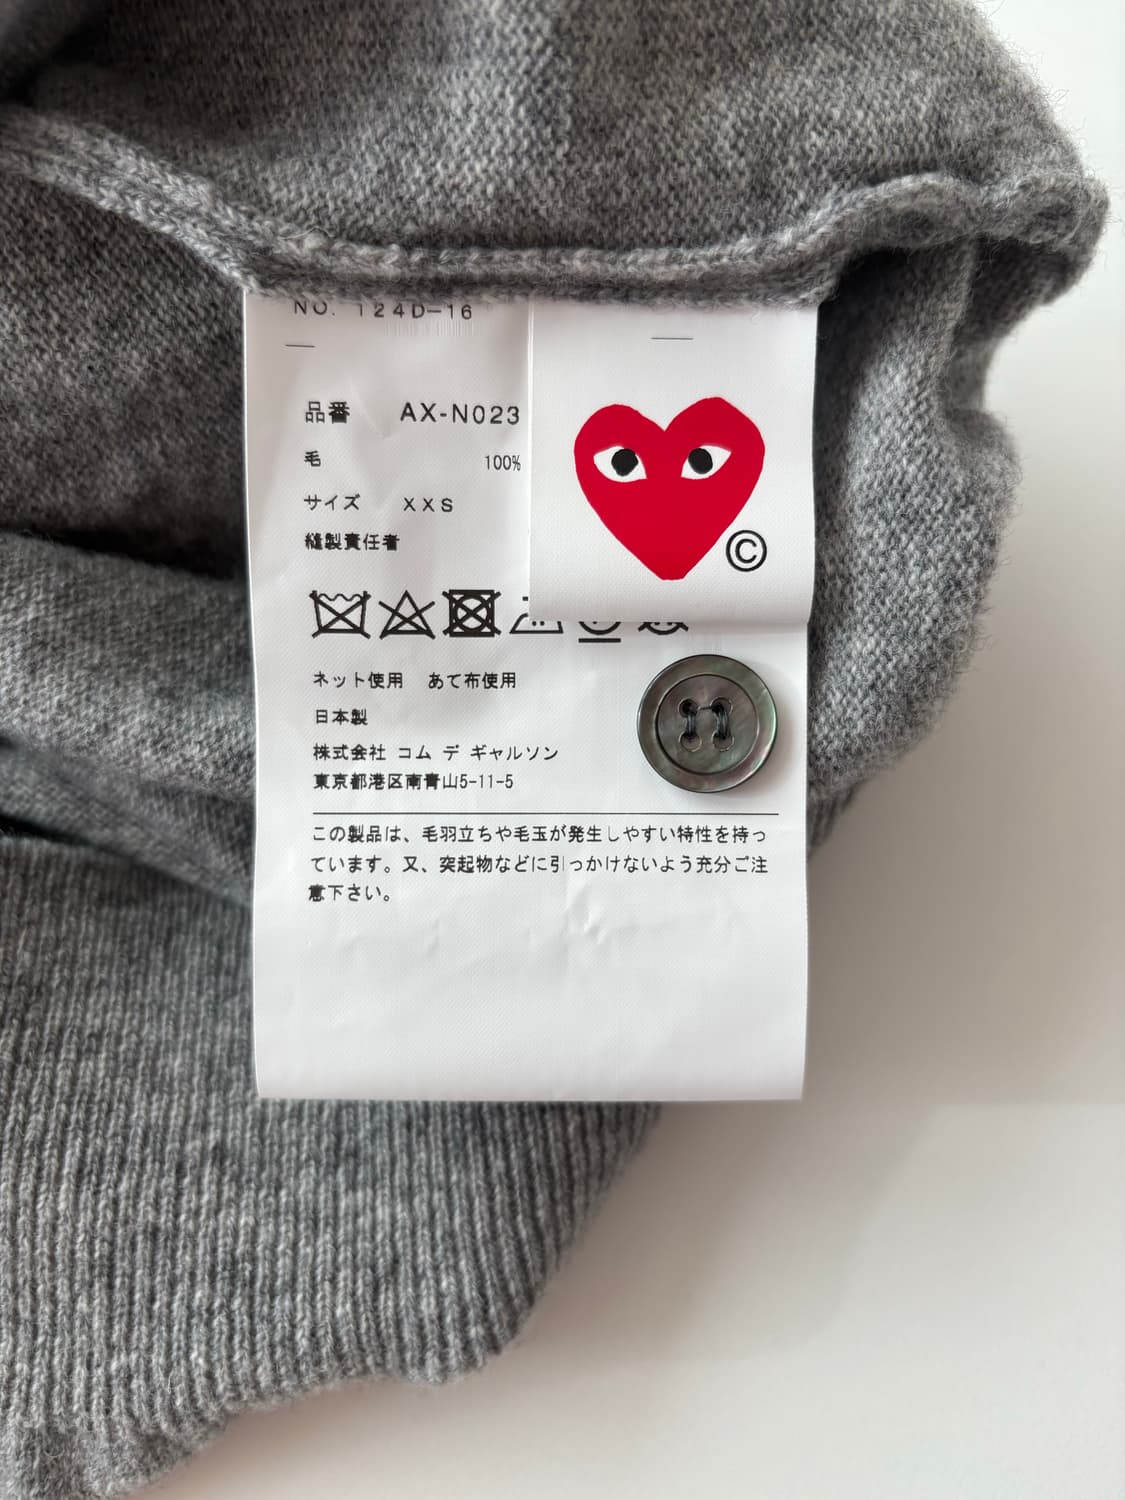 NO. 124D-16
品番 AX-N023
毛 100%
サイズ XXS
縫製責任者
©
ネット使用 あて布使用
日本製
株式会社 コム デ ギャルソン
東京都港区南青山5-11-5
この製品は、毛羽立ちや毛玉が発生しやすい特性を持っ
ています。又、突起物などに引っかけないよう充分ご注
意下さい。